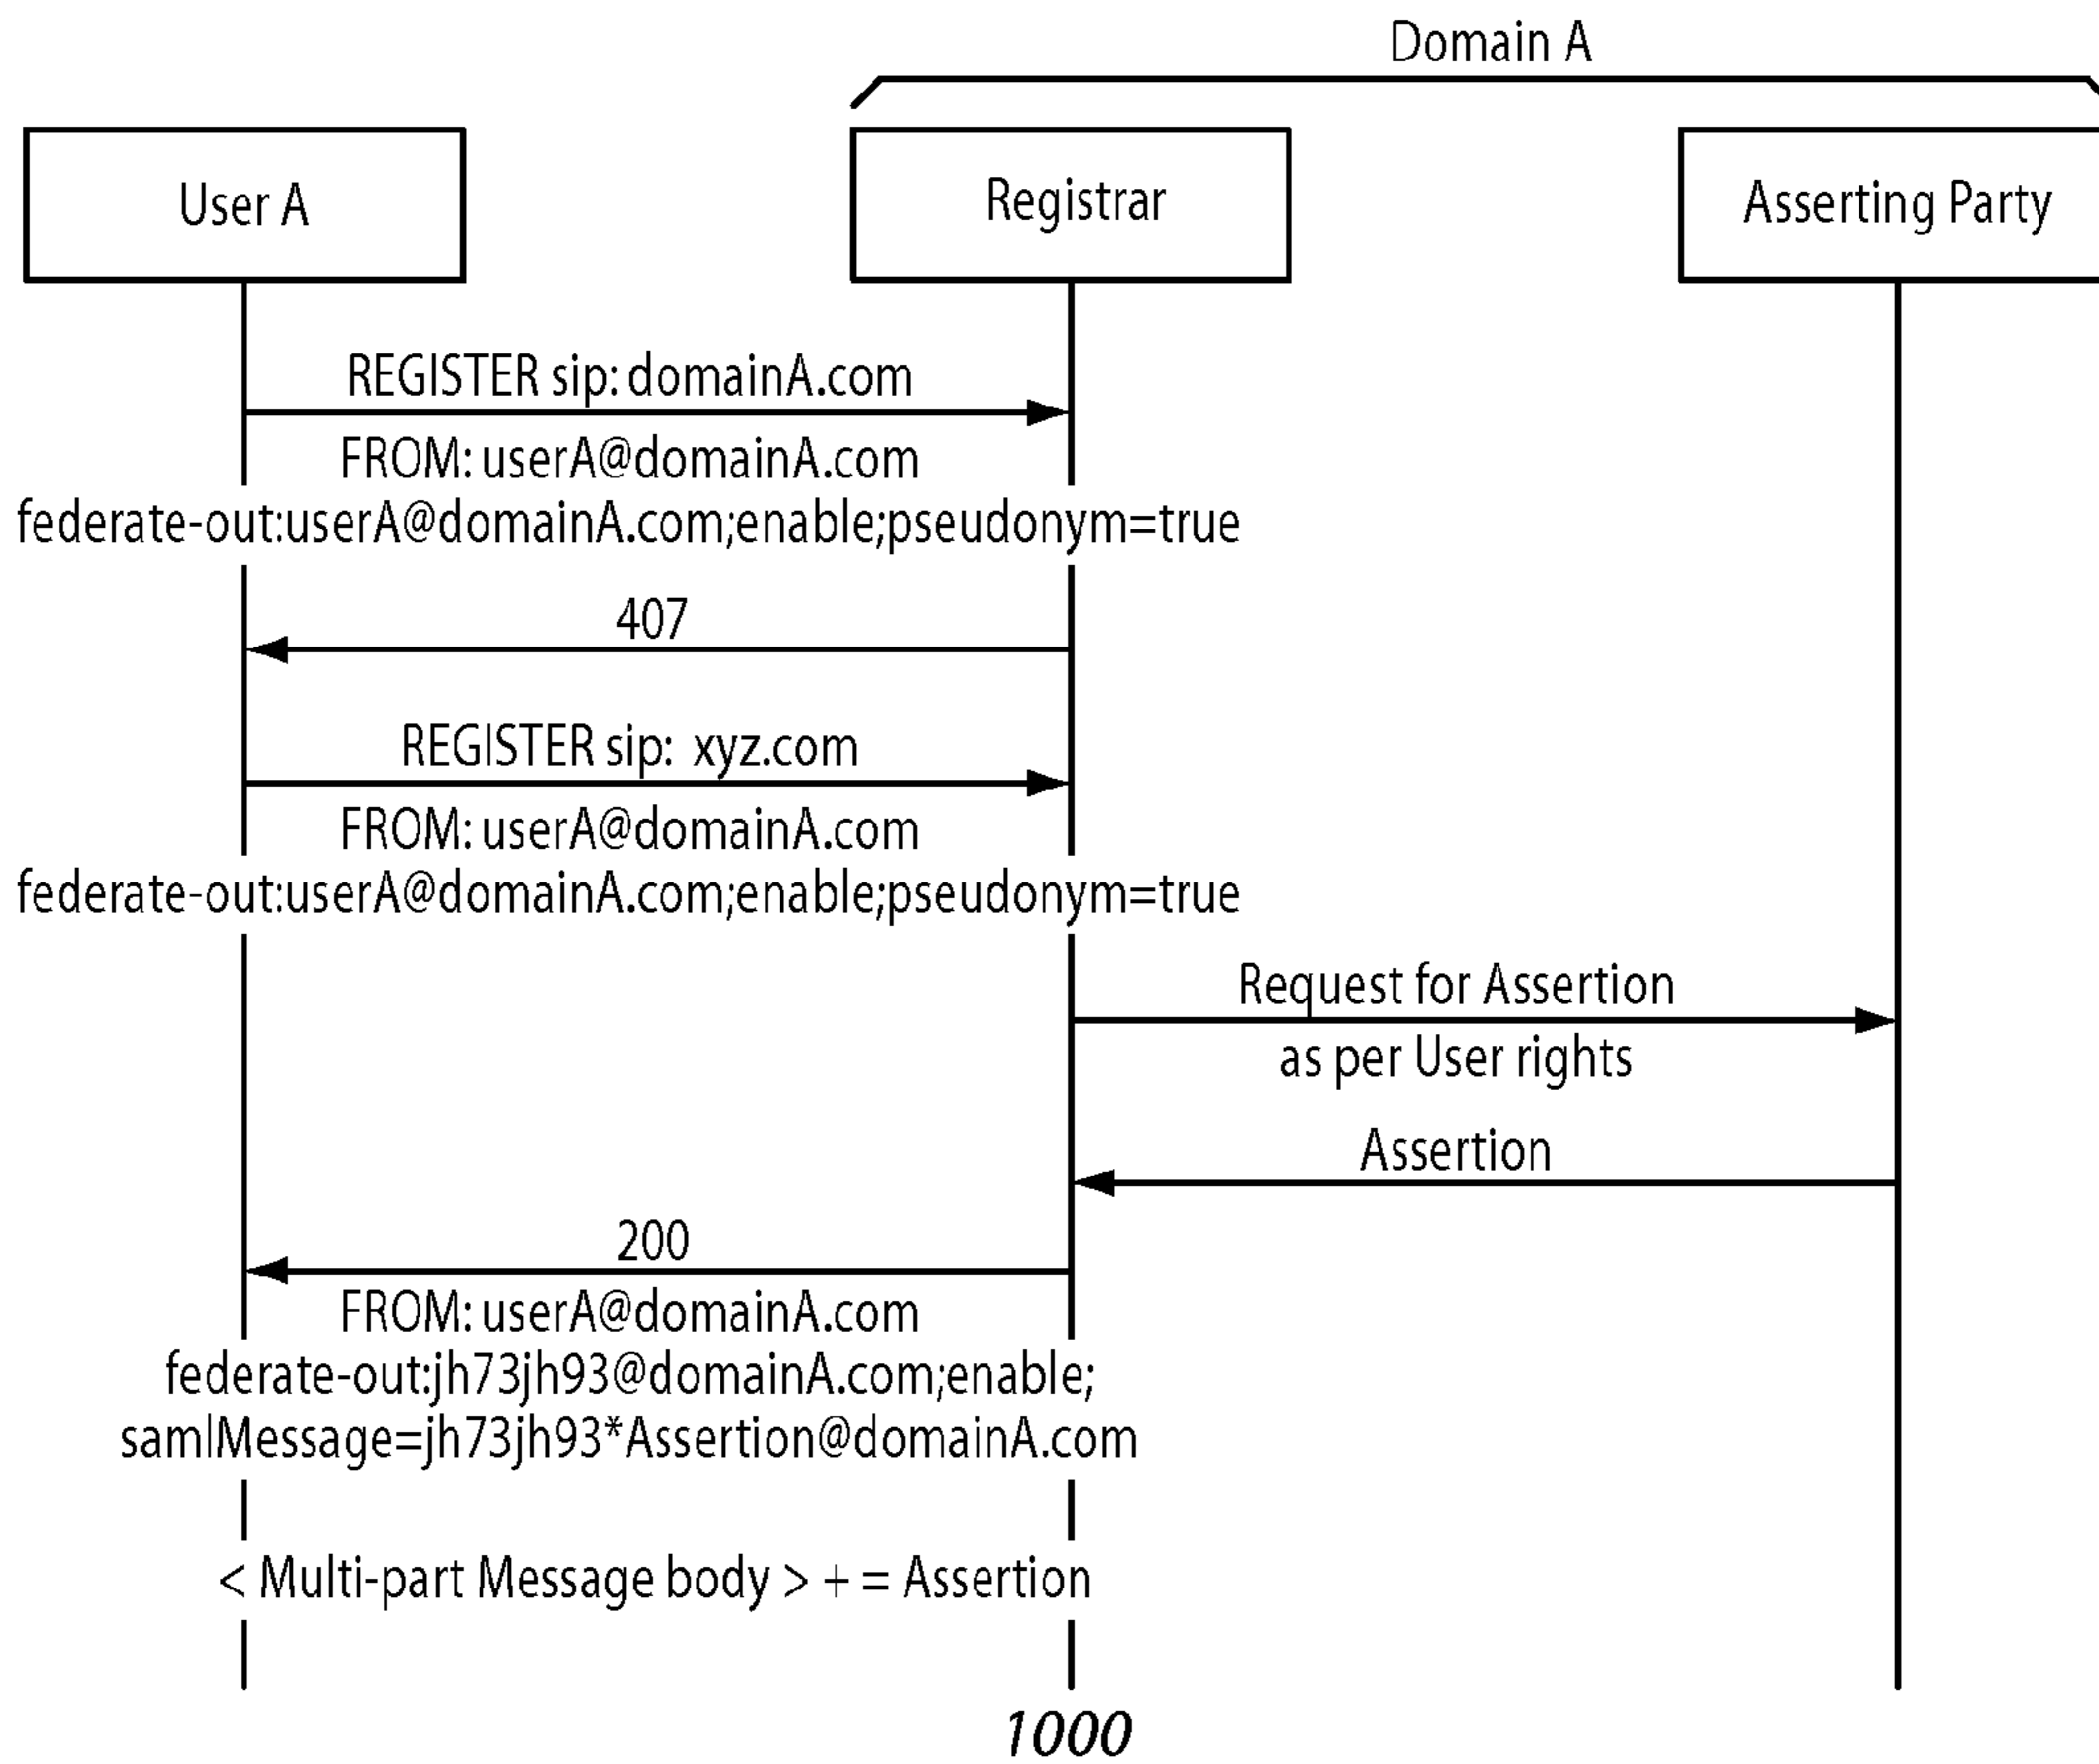 Domain A
User A
Registrar
Asserting Party
REGISTER sip: domainA.com
FROM: userA@domainA.com
federate-out:userA@domainA.com;enable;pseudonym=true
407
REGISTER sip: xyz.com
FROM: userA@domainA.com
federate-out:userA@domainA.com;enable;pseudonym=true
Request for Assertion
as per User rights
Assertion
200
FROM: userA@domainA.com
federate-out:jh73jh93@domainA.com;enable;
samlMessage=jh73jh93*Assertion@domainA.com
< Multi-part Message body > + = Assertion
1000